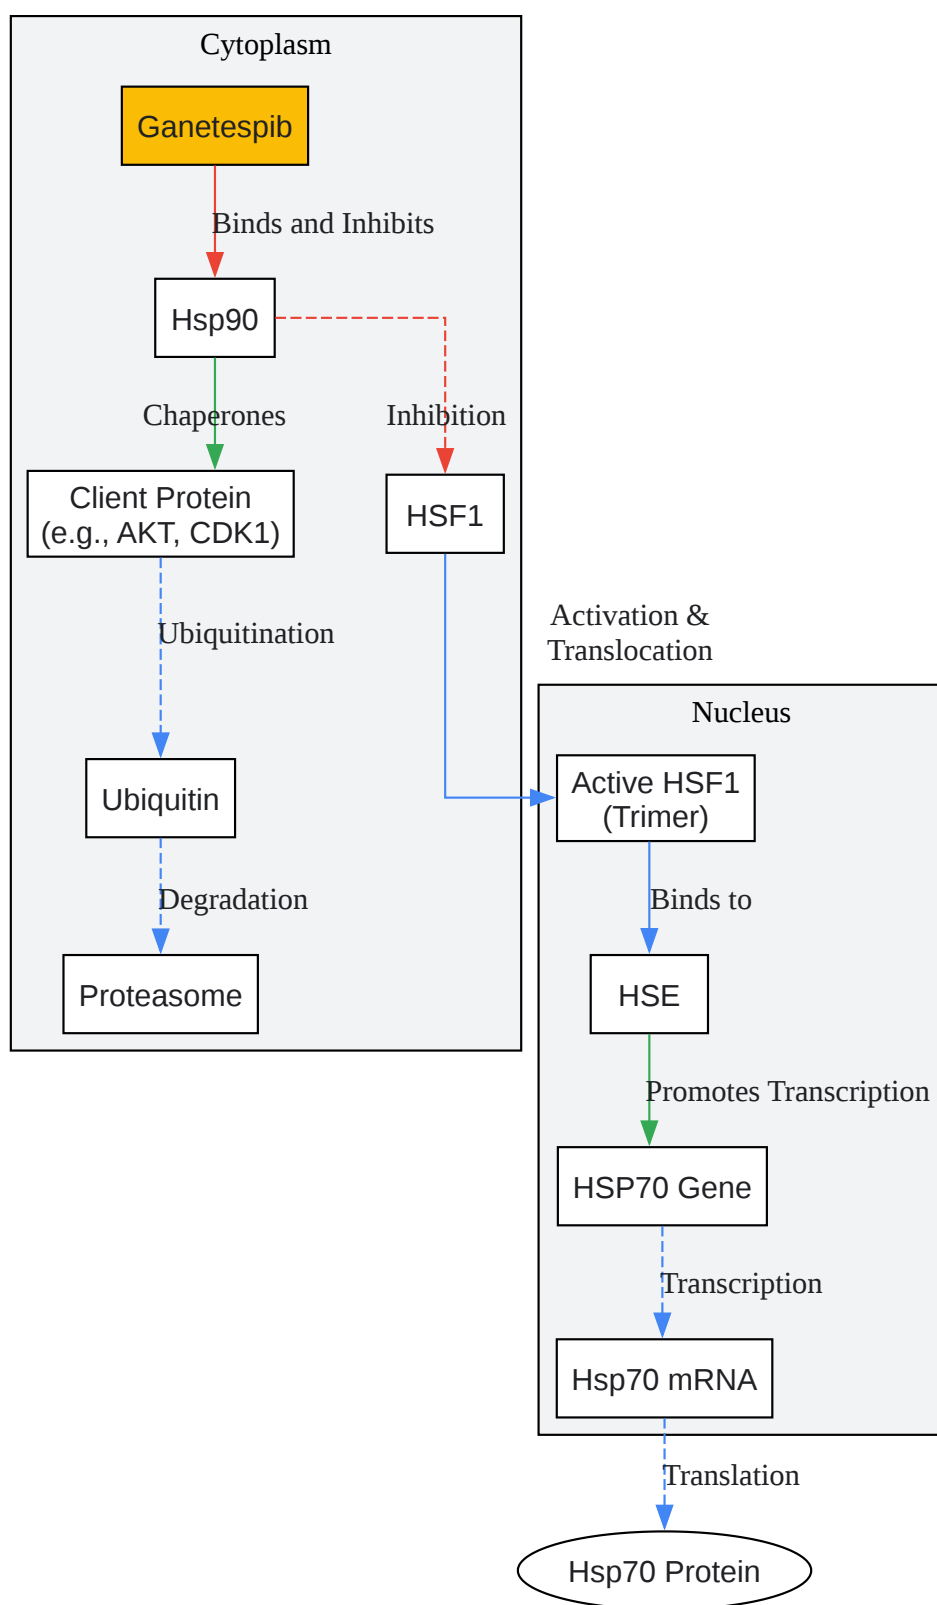 Cytoplasm
Ganetespib
Binds and Inhibits
Hsp90
Chaperones
Inhibition
Client Protein
(e.g., AKT, CDK1)
HSF1
Ubiquitination
Activation &
Translocation
Nucleus
Ubiquitin
Active HSF1
(Trimer)
Degradation
Binds to
Proteasome
HSE
Promotes Transcription
HSP70 Gene
Transcription
Hsp70 mRNA
Translation
Hsp70 Protein